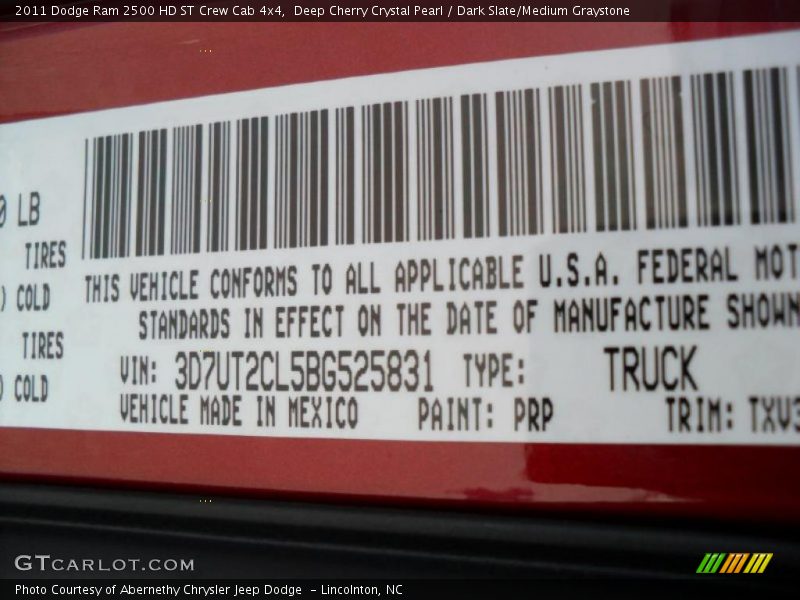 2011 Dodge Ram 2500 HD ST Crew Cab 4x4,  Deep Cherry Crystal Pearl / Dark Slate/Medium Graystone
LB
TIRES
COLD
THIS VEHICLE CONFORMS TO ALL APPLICABLE U.S.A. FEDERAL MOT
STANDARDS IN EFFECT ON THE DATE OF MANUFACTURE SHOWN
TIRES
COLD
VIN: 3D7UT2CL5BG525831 TYPE: TRUCK
VEHICLE MADE IN MEXICO PAINT: PRP TRIM: TXV3
GTCARLOT.COM
Photo Courtesy of Abernethy Chrysler Jeep Dodge  - Lincolnton, NC